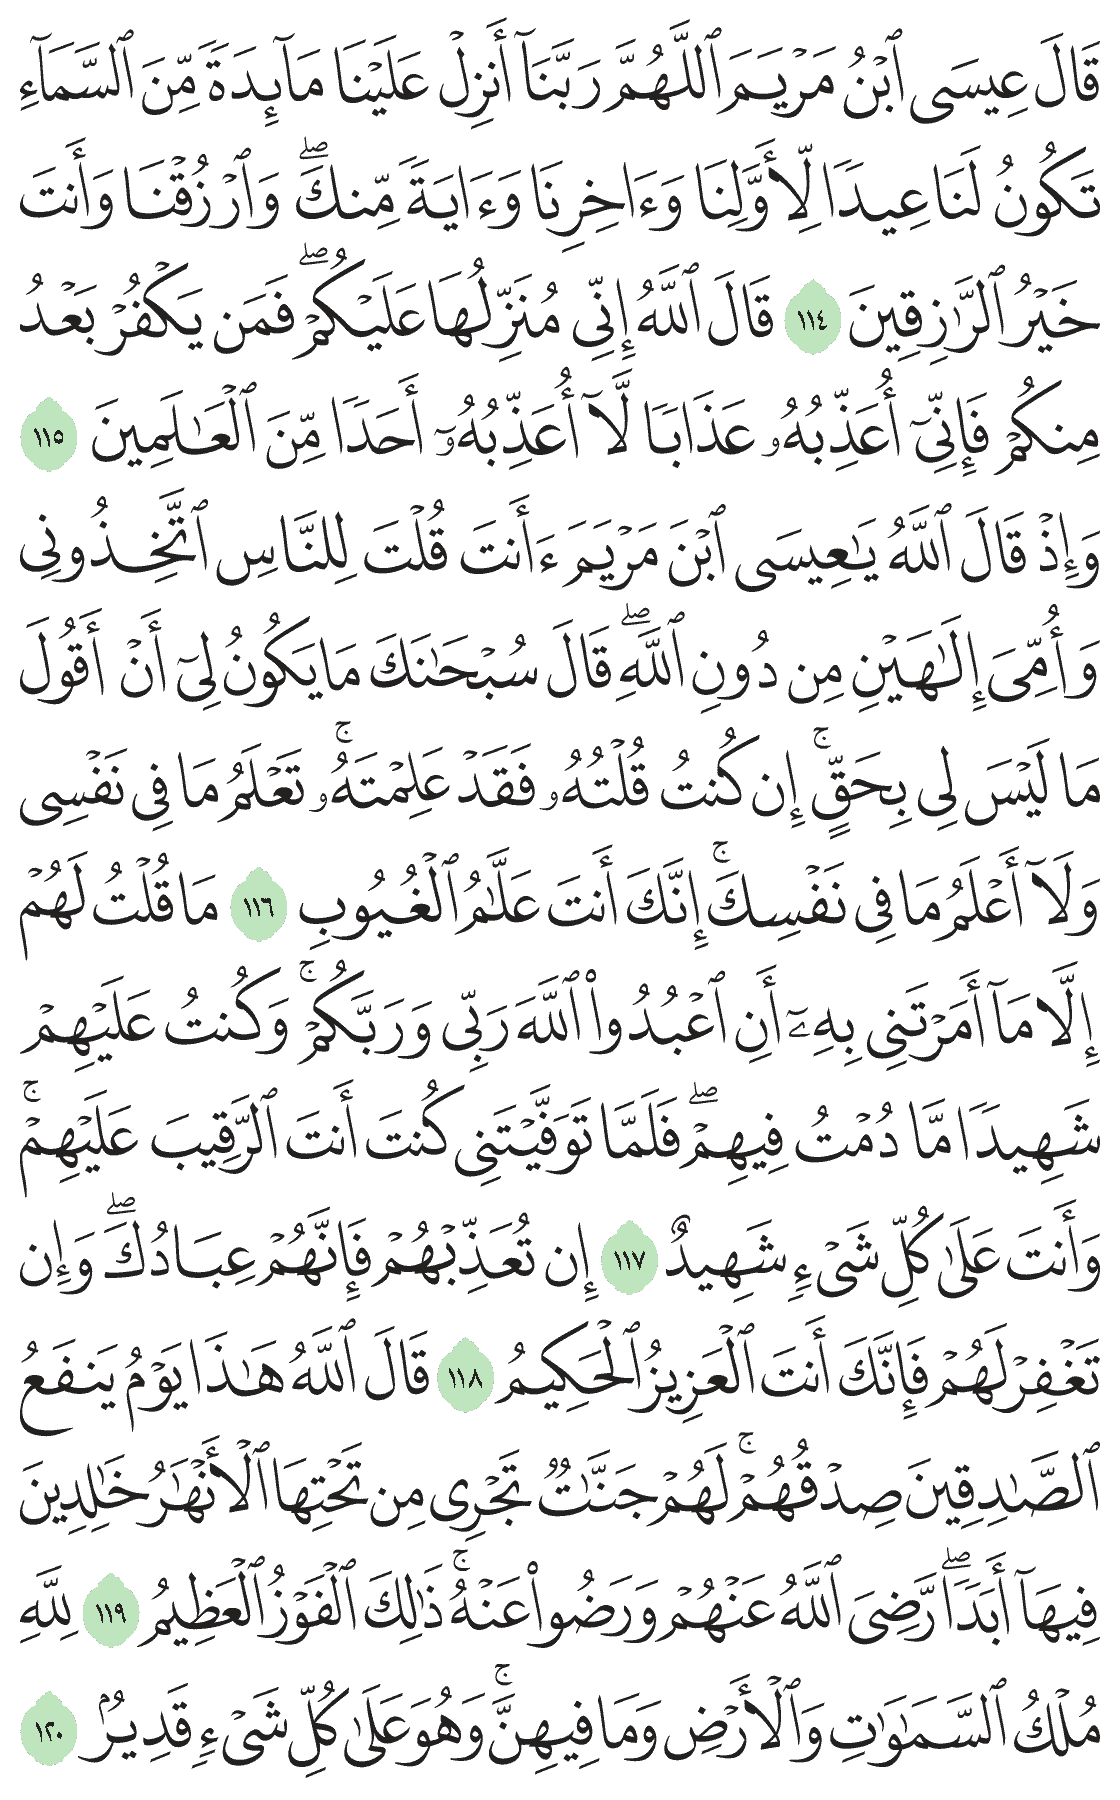 قَالَ عِيسَى ٱبْنُ مَرْيَمَ ٱللَّهُمَّ رَبَّنَآ أَنزِلْ عَلَيْنَا مَآئِدَةً مِّنَ ٱلسَّمَآءِ
تَكُونُ لَنَا عِيدًا لِّأَوَّلِنَا وَءَاخِرِنَا وَءَايَةً مِّنكَ ۖ وَٱرْزُقْنَا وَأَنتَ
خَيْرُ ٱلرَّٰزِقِينَ ١١٤ قَالَ ٱللَّهُ إِنِّى مُنَزِّلُهَا عَلَيْكُمْ ۖ فَمَن يَكْفُرْ بَعْدُ
مِنكُمْ فَإِنِّىٓ أُعَذِّبُهُۥ عَذَابًا لَّآ أُعَذِّبُهُۥٓ أَحَدًا مِّنَ ٱلْعَـٰلَمِينَ ١١٥
وَإِذْ قَالَ ٱللَّهُ يَـٰعِيسَى ٱبْنَ مَرْيَمَ ءَأَنتَ قُلْتَ لِلنَّاسِ ٱتَّخِذُونِى
وَأُمِّىَ إِلَـٰهَيْنِ مِن دُونِ ٱللَّهِ ۖ قَالَ سُبْحَـٰنَكَ مَا يَكُونُ لِىٓ أَنْ أَقُولَ
مَا لَيْسَ لِى بِحَقٍّ ۚ إِن كُنتُ قُلْتُهُۥ فَقَدْ عَلِمْتَهُۥ ۚ تَعْلَمُ مَا فِى نَفْسِى
وَلَآ أَعْلَمُ مَا فِى نَفْسِكَ ۚ إِنَّكَ أَنتَ عَلَّـٰمُ ٱلْغُيُوبِ ١١٦ مَا قُلْتُ لَهُمْ
إِلَّا مَآ أَمَرْتَنِى بِهِۦٓ أَنِ ٱعْبُدُوا۟ ٱللَّهَ رَبِّى وَرَبَّكُمْ ۚ وَكُنتُ عَلَيْهِمْ
شَهِيدًا مَّا دُمْتُ فِيهِمْ ۖ فَلَمَّا تَوَفَّيْتَنِى كُنتَ أَنتَ ٱلرَّقِيبَ عَلَيْهِمْ ۚ
وَأَنتَ عَلَىٰ كُلِّ شَىْءٍ شَهِيدٌ ١١٧ إِن تُعَذِّبْهُمْ فَإِنَّهُمْ عِبَادُكَ ۖ وَإِن
تَغْفِرْ لَهُمْ فَإِنَّكَ أَنتَ ٱلْعَزِيزُ ٱلْحَكِيمُ ١١٨ قَالَ ٱللَّهُ هَـٰذَا يَوْمُ يَنفَعُ
ٱلصَّـٰدِقِينَ صِدْقُهُمْ ۚ لَهُمْ جَنَّـٰتٌ تَجْرِى مِن تَحْتِهَا ٱلْأَنْهَـٰرُ خَـٰلِدِينَ
فِيهَآ أَبَدًا ۖ رَّضِىَ ٱللَّهُ عَنْهُمْ وَرَضُوا۟ عَنْهُ ۚ ذَٰلِكَ ٱلْفَوْزُ ٱلْعَظِيمُ ١١٩ لِلَّهِ
مُلْكُ ٱلسَّمَـٰوَٰتِ وَٱلْأَرْضِ وَمَا فِيهِنَّ ۚ وَهُوَ عَلَىٰ كُلِّ شَىْءٍ قَدِيرٌۢ ١٢٠